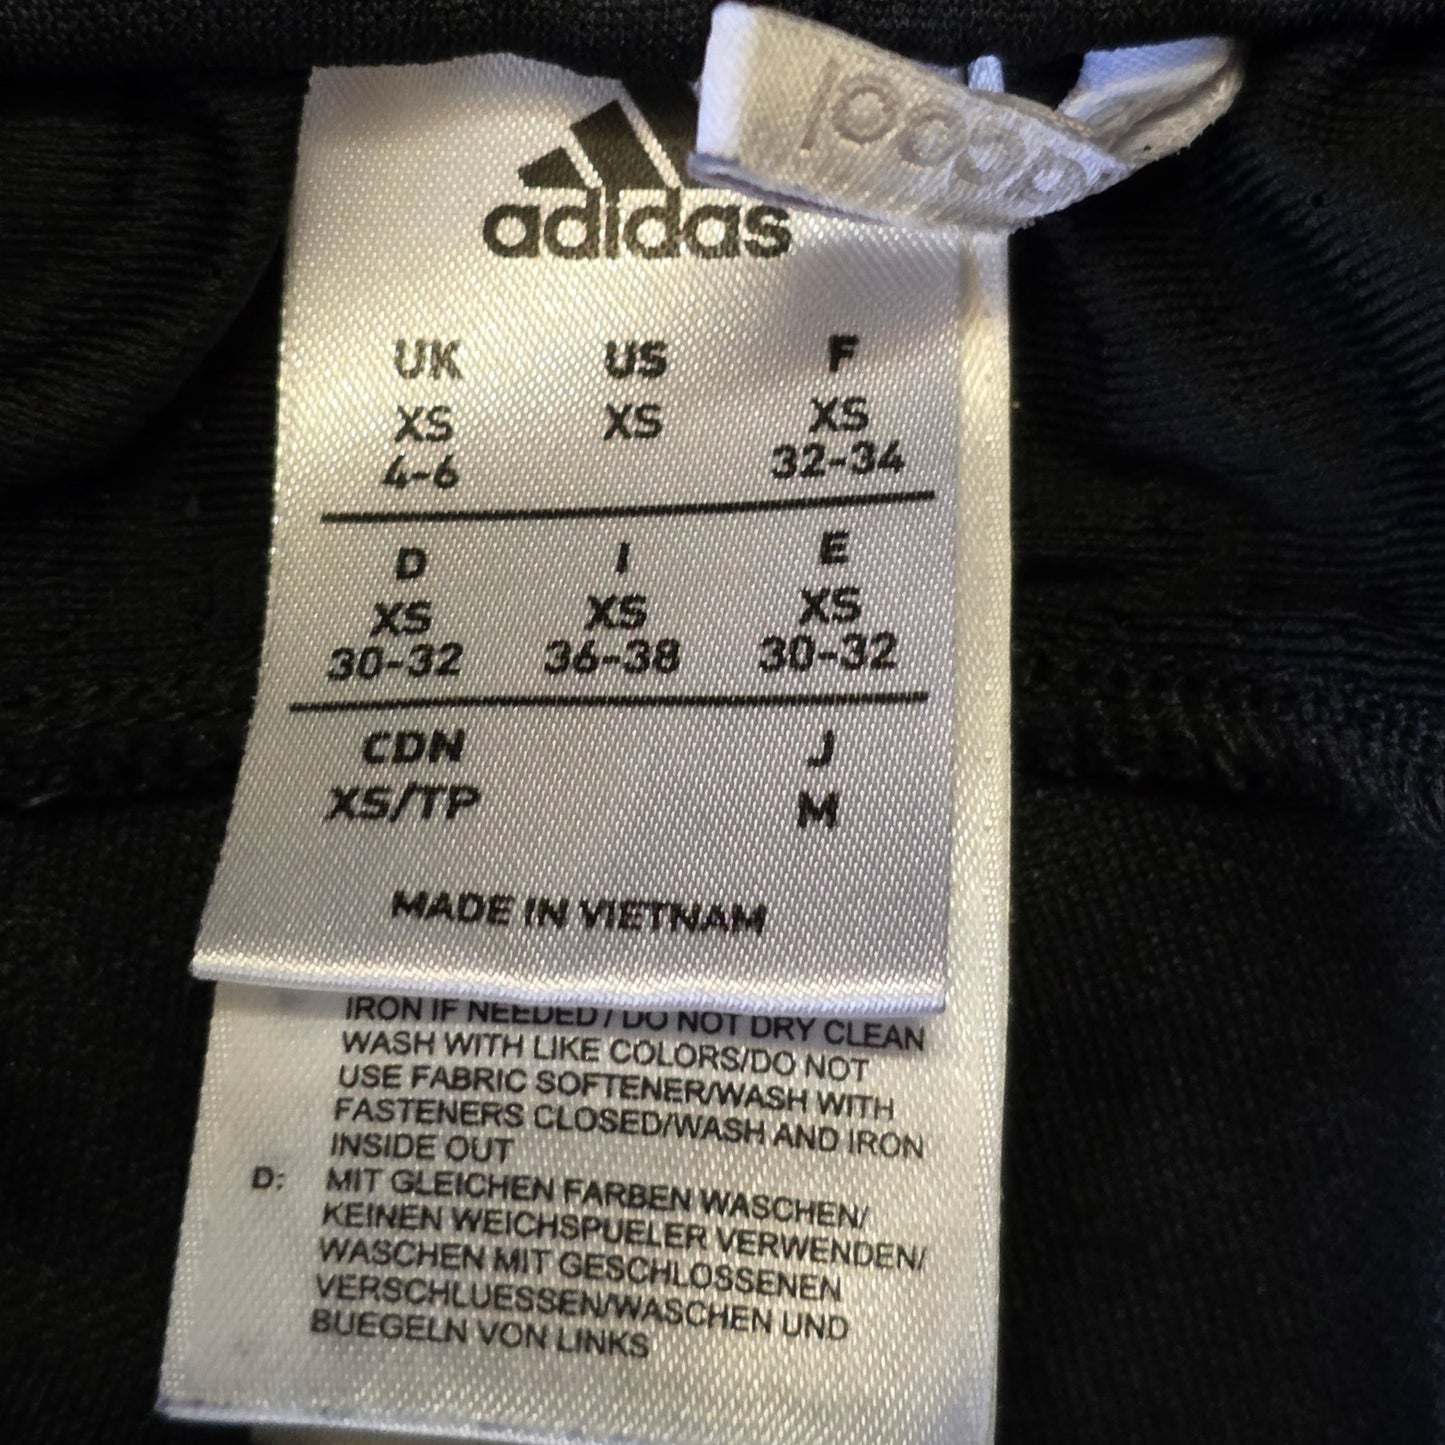 adidas
UK US F
XS XS XS
4-6 32-34
D I E
XS XS XS
30-32 36-38 30-32
CDN J
XS/TP M
MADE IN VIETNAM
IRON IF NEEDED / DO NOT DRY CLEAN
WASH WITH LIKE COLORS/DO NOT
USE FABRIC SOFTENER/WASH WITH
FASTENERS CLOSED/WASH AND IRON
INSIDE OUT
D: MIT GLEICHEN FARBEN WASCHEN/
KEINEN WEICHSPUELER VERWENDEN/
WASCHEN MIT GESCHLOSSENEN
VERSCHLUESSEN/WASCHEN UND
BUEGELN VON LINKS